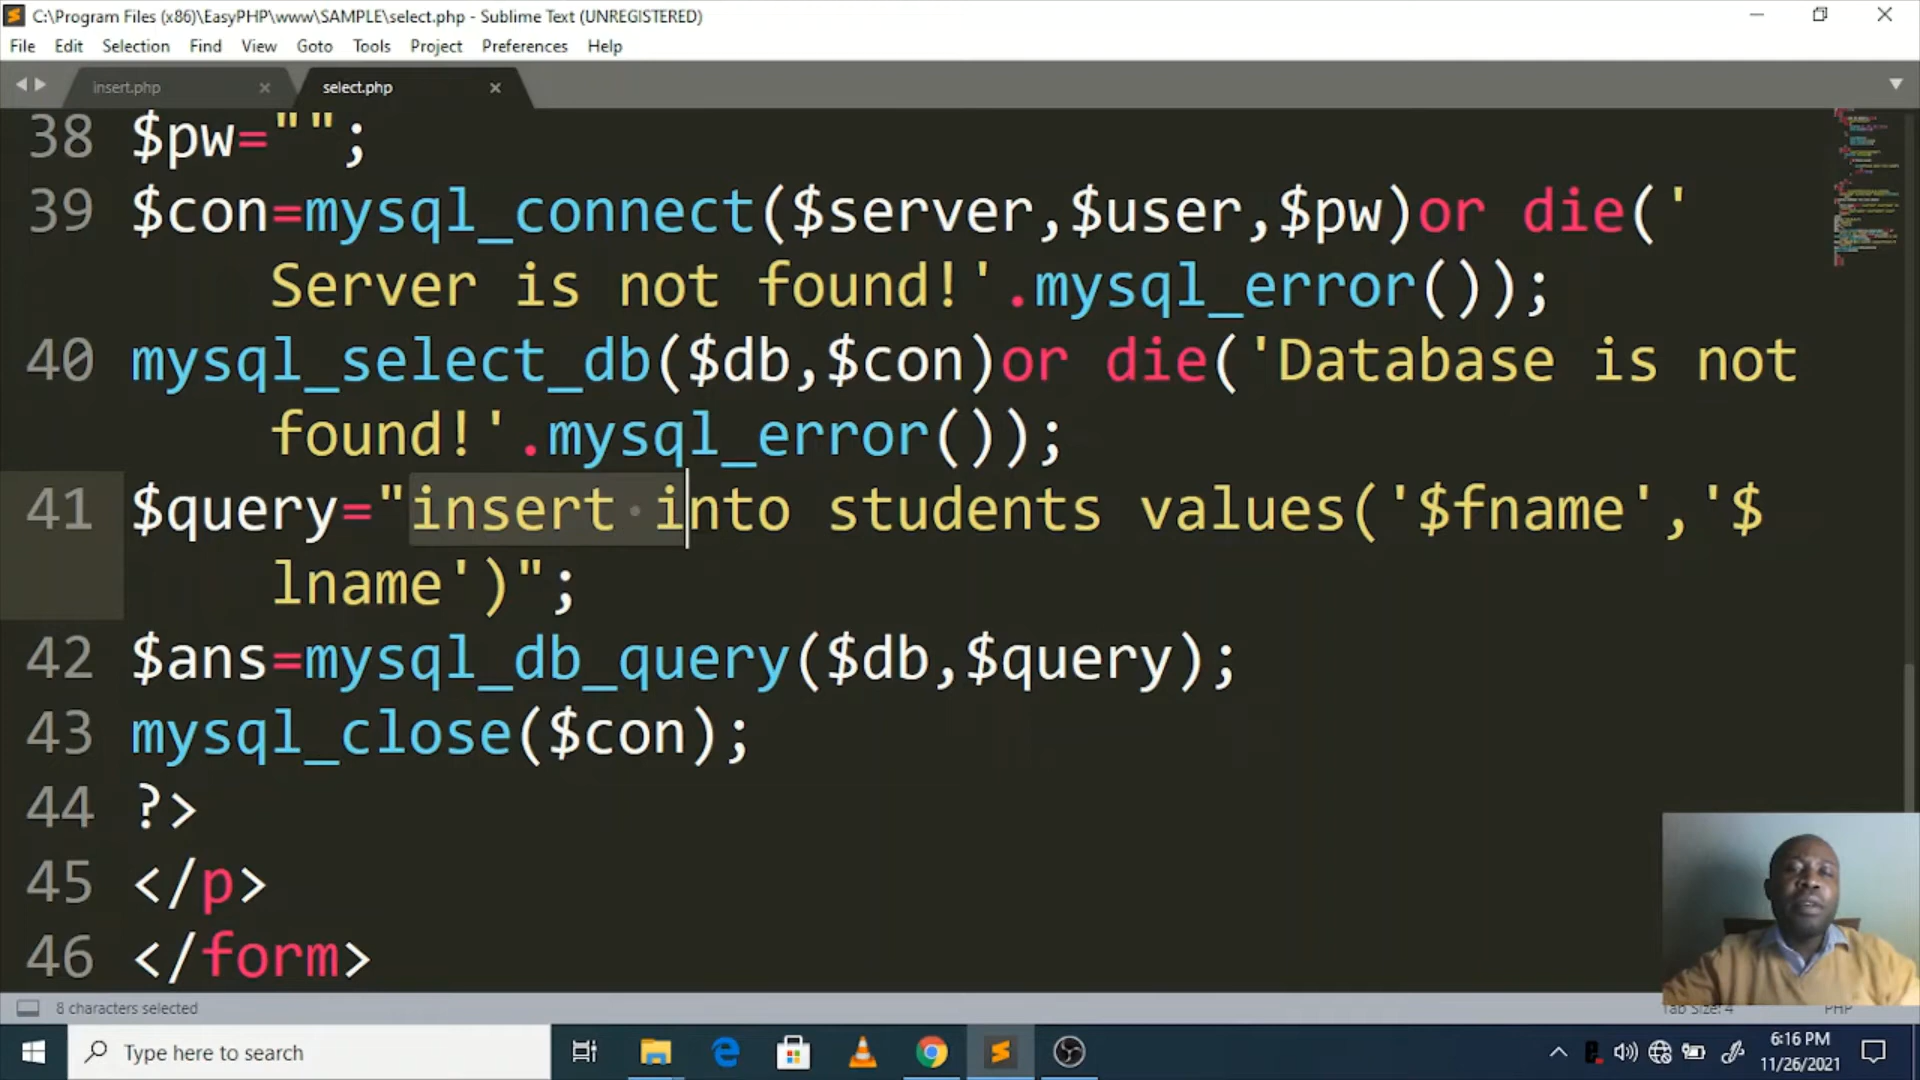 C:\Program Files (x86)\EasyPHP\www\SAMPLE\select.php - Sublime Text (UNREGISTERED)
File Edit Selection Find View Goto Tools Project Preferences Help
insert.php select.php
38 $pw="";
39 $con=mysql_connect($server,$user,$pw)or die('
Server is not found!'.mysql_error());
40 mysql_select_db($db,$con)or die('Database is not
found!'.mysql_error());
41 $query="insert into students values('$fname','$
lname')";
42 $ans=mysql_db_query($db,$query);
43 mysql_close($con);
44 ?>
45 </p>
46 </form>
8 characters selected
Tab Size: 4 PHP
Type here to search
6:16 PM
11/26/2021